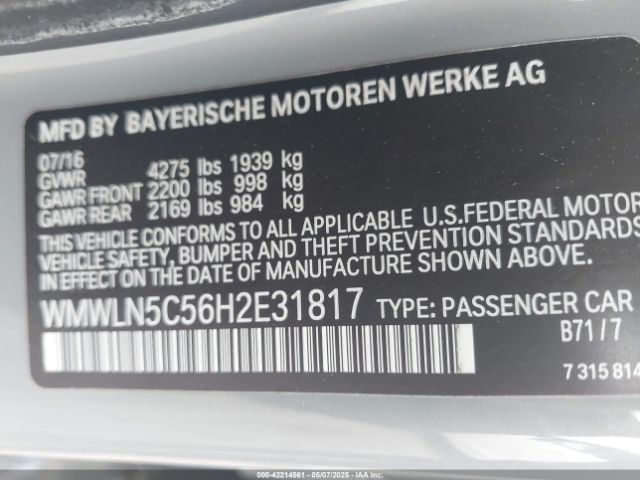 MFD BY BAYERISCHE MOTOREN WERKE AG
07/16
GVWR 4275 lbs 1939 kg
GAWR FRONT 2200 lbs 998 kg
GAWR REAR 2169 lbs 984 kg
THIS VEHICLE CONFORMS TO ALL APPLICABLE U.S.FEDERAL MOTOR
VEHICLE SAFETY, BUMPER AND THEFT PREVENTION STANDARDS
IN EFFECT ON THE DATE OF MANUFACTURE SHOWN ABOVE.
WMWLN5C56H2E31817 TYPE: PASSENGER CAR
B71/7
7 315 814
000-42214561 - 05/07/2025 - IAAI.COM